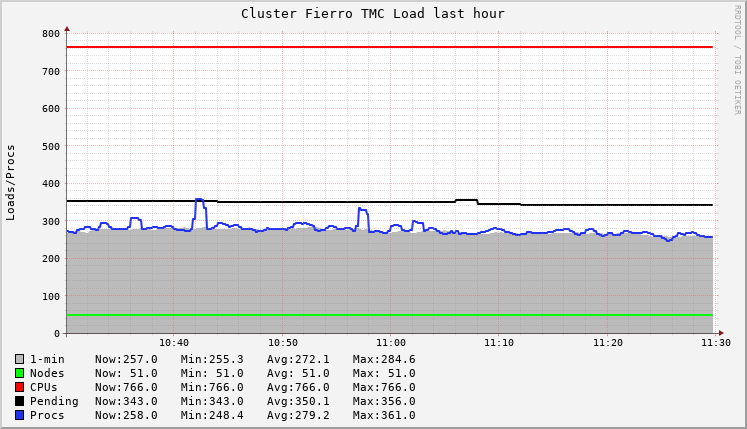 Cluster Fierro TMC Load last hour
RRDTOOL / TOBI OETIKER
Loads/Procs
800
700
600
500
400
300
200
100
0
10:40 10:50 11:00 11:10 11:20 11:30
1-min Now:257.0 Min:255.3 Avg:272.1 Max:284.6
Nodes Now: 51.0 Min: 51.0 Avg: 51.0 Max: 51.0
CPUs Now:766.0 Min:766.0 Avg:766.0 Max:766.0
Pending Now:343.0 Min:343.0 Avg:350.1 Max:356.0
Procs Now:258.0 Min:248.4 Avg:279.2 Max:361.0